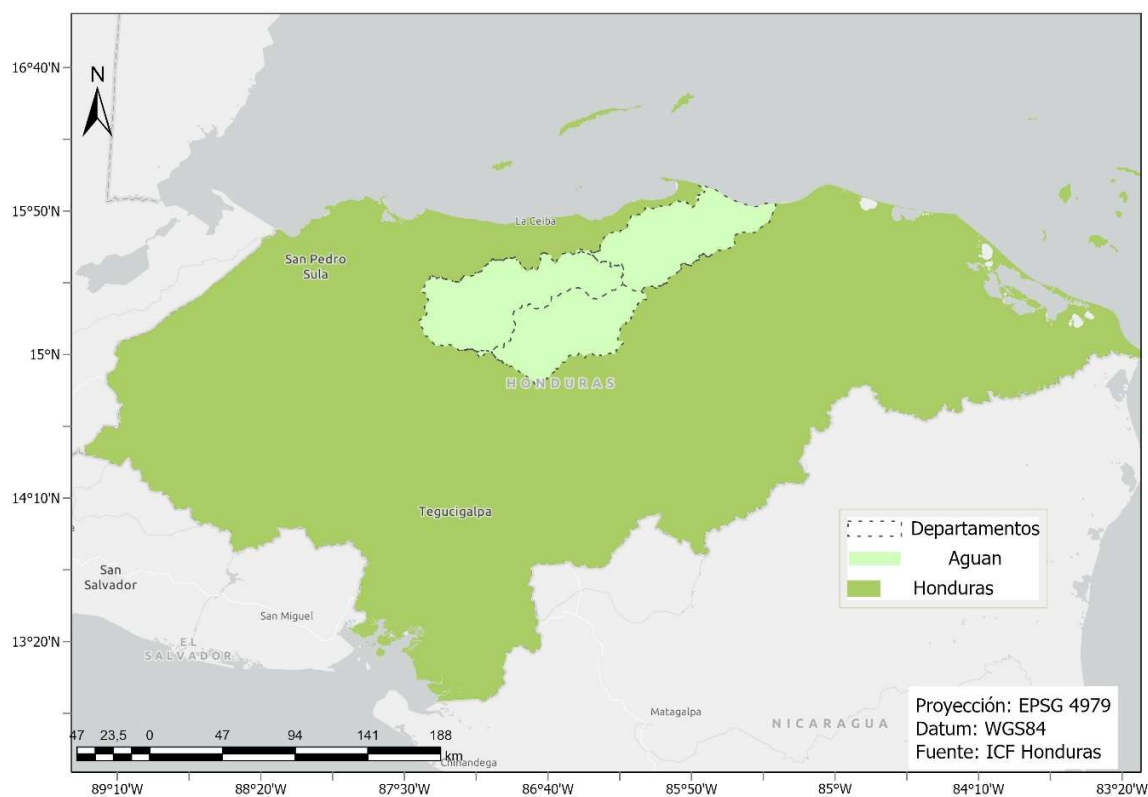 16°40'N
N
15°50'N
La Ceiba
San Pedro
Sula
15°N
HONDURAS
14°10'N
Tegucigalpa
Departamentos
Aguan
Honduras
San
Salvador
San Miguel
13°20'N
EL
SALVADOR
Matagalpa
NICARAGUA
Proyección: EPSG 4979
Datum: WGS84
Fuente: ICF Honduras
47 23,5 0 47 94 141 188
km
Chinandega
89°10'W 88°20'W 87°30'W 86°40'W 85°50'W 85°W 84°10'W 83°20'W